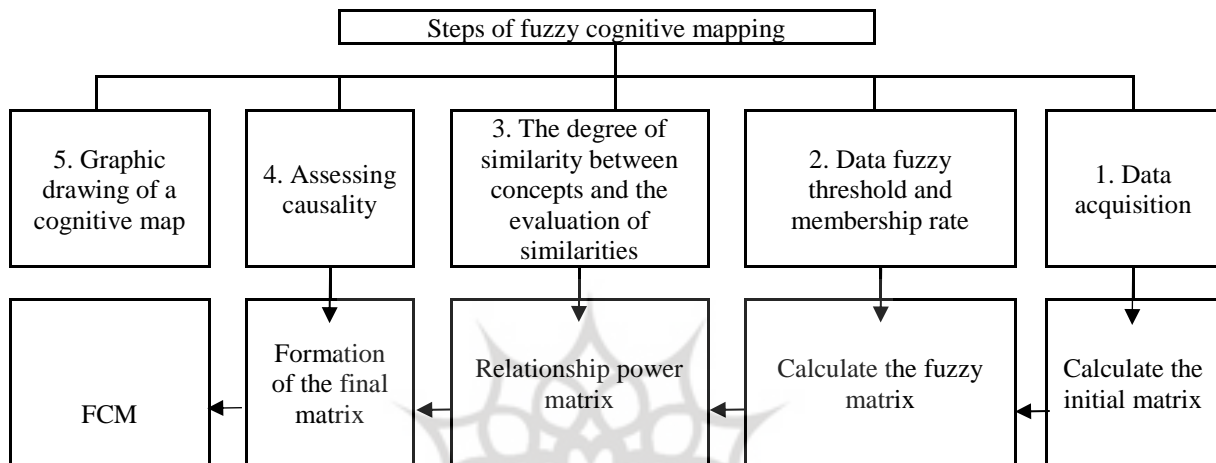 Steps of fuzzy cognitive mapping
5. Graphic
drawing of a
cognitive map
4. Assessing
causality
3. The degree of
similarity between
concepts and the
evaluation of
similarities
2. Data fuzzy
threshold and
membership rate
1. Data
acquisition
FCM
Formation
of the final
matrix
Relationship power
matrix
Calculate the fuzzy
matrix
Calculate the
initial matrix